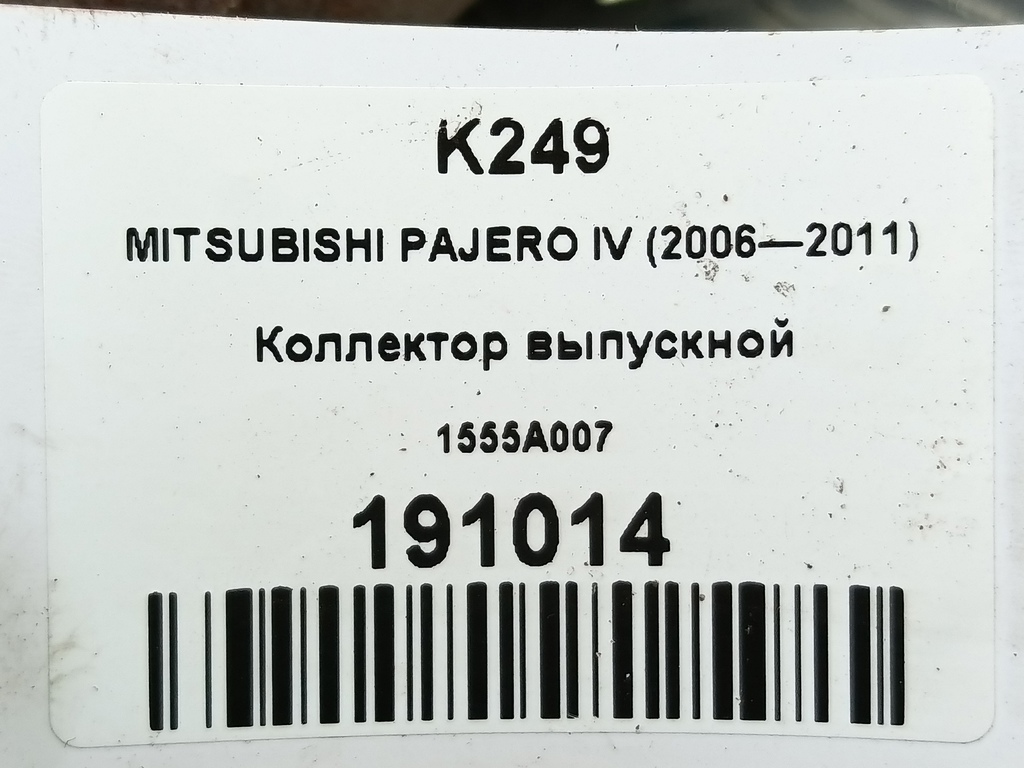 K249
MITSUBISHI PAJERO IV (2006—2011)
Коллектор выпускной
1555A007
191014